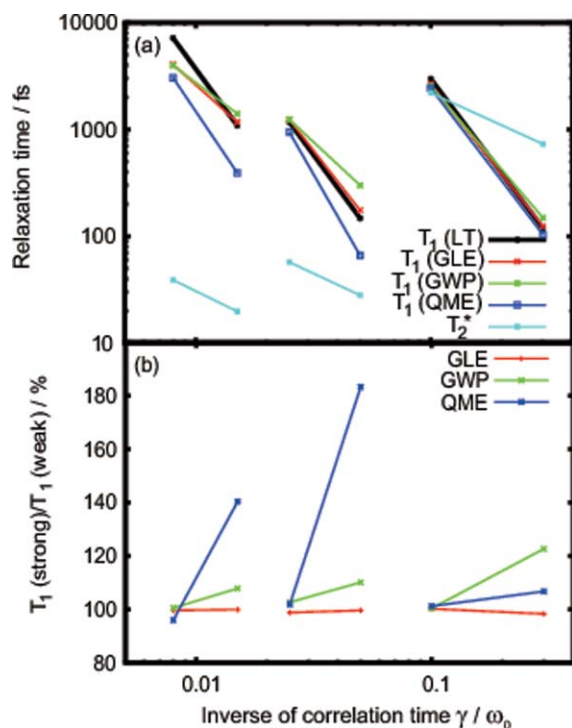 10000
(a)
1000
Relaxation time / fs
100
T1 (LT)
T1 (GLE)
T1 (GWP)
T1 (QME)
T2*
10
(b)
GLE
GWP
QME
180
160
T1 (strong)/T1 (weak) / %
140
120
100
80
0.01
0.1
Inverse of correlation time γ / ω0